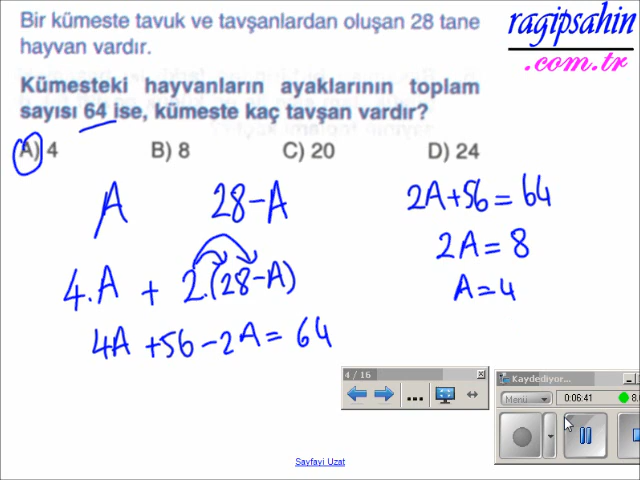 Bir kümeste tavuk ve tavşanlardan oluşan 28 tane
hayvan vardır.
ragipsahin
.com.tr
Kümesteki hayvanların ayaklarının toplam
sayısı 64 ise, kümeste kaç tavşan vardır?
A) 4 B) 8 C) 20 D) 24
A 28-A
4.A + 2.(28-A)
4A +56-2A = 64
2A+56 = 64
2A = 8
A = 4
4 / 16
...
Kaydediyor...
Menü 0:06:41 8.
Sayfayi Uzat